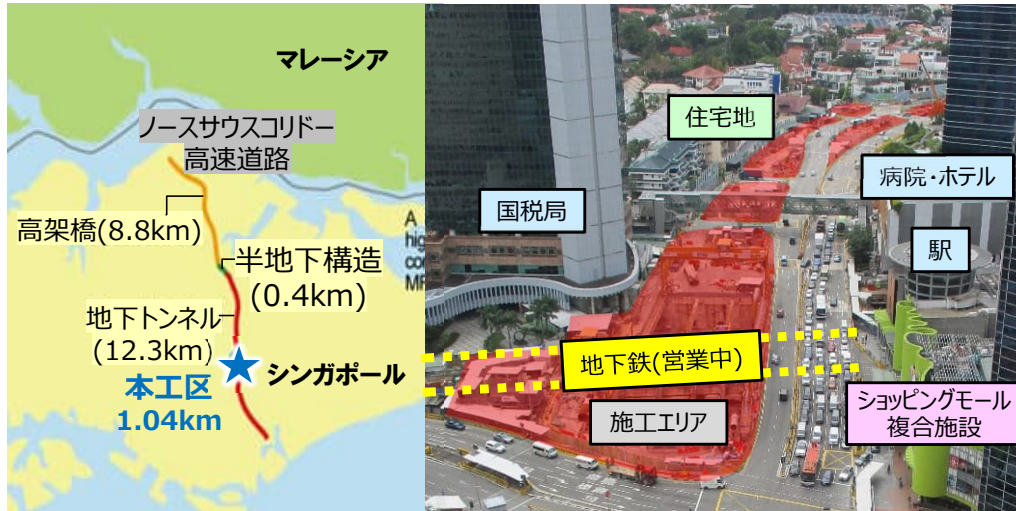 マレーシア
ノースサウスコリドー
高速道路
高架橋(8.8km)
半地下構造
(0.4km)
地下トンネル
(12.3km)
本工区
1.04km
シンガポール
A
hig
co
MF
住宅地
病院・ホテル
国税局
駅
地下鉄(営業中)
施工エリア
ショッピングモール
複合施設